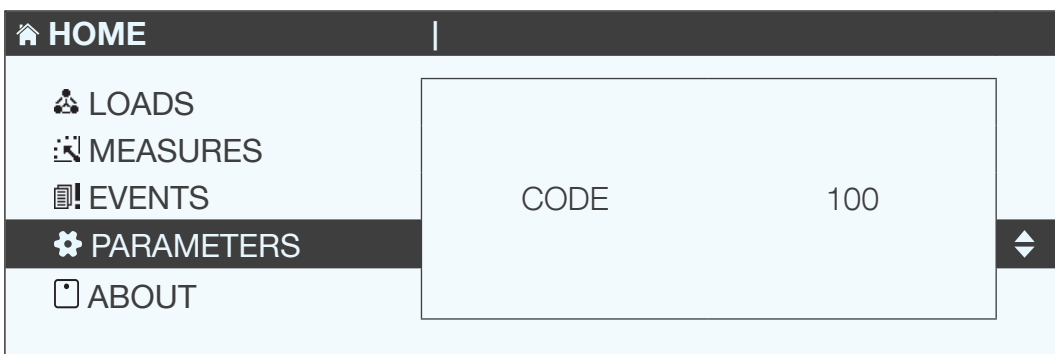 HOME |
LOADS
MEASURES
EVENTS
CODE 100
PARAMETERS
ABOUT